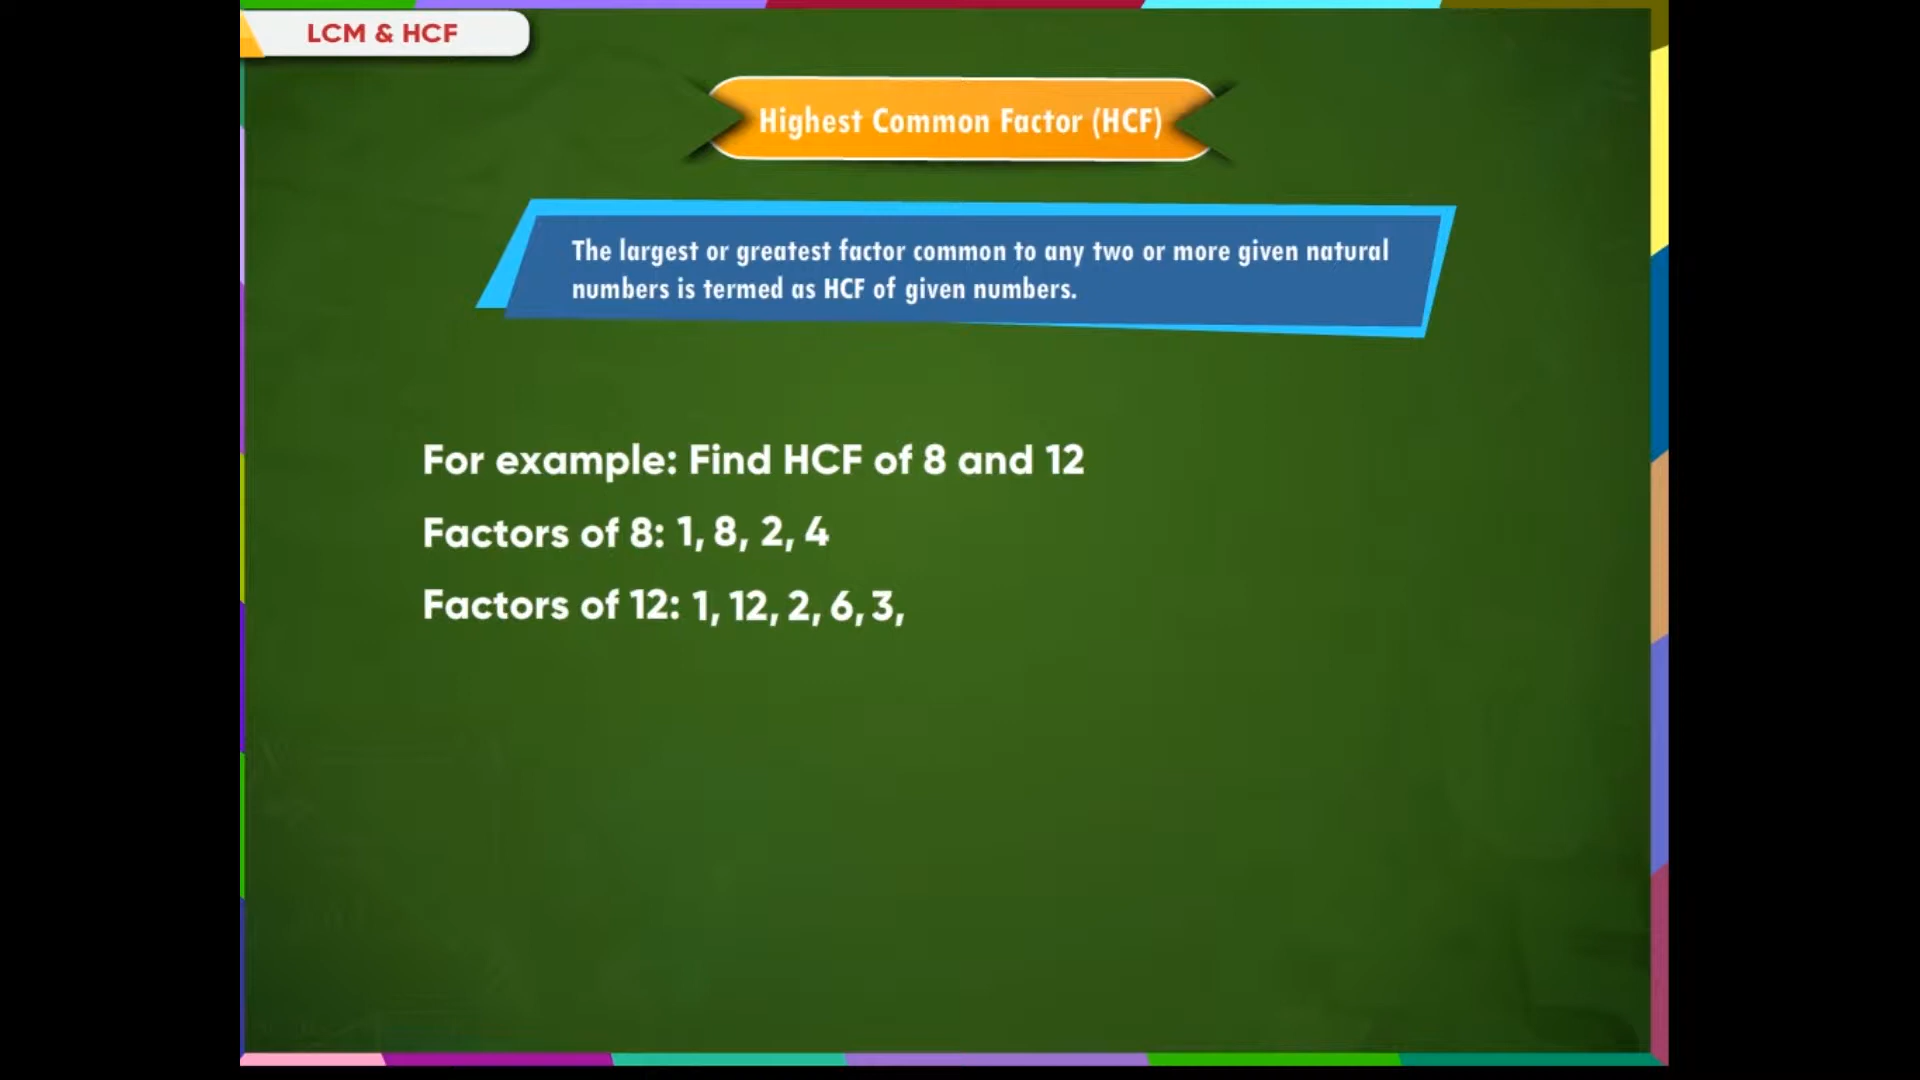 LCM & HCF
Highest Common Factor (HCF)
The largest or greatest factor common to any two or more given natural
numbers is termed as HCF of given numbers.
For example: Find HCF of 8 and 12
Factors of 8: 1, 8, 2, 4
Factors of 12: 1, 12, 2, 6, 3,